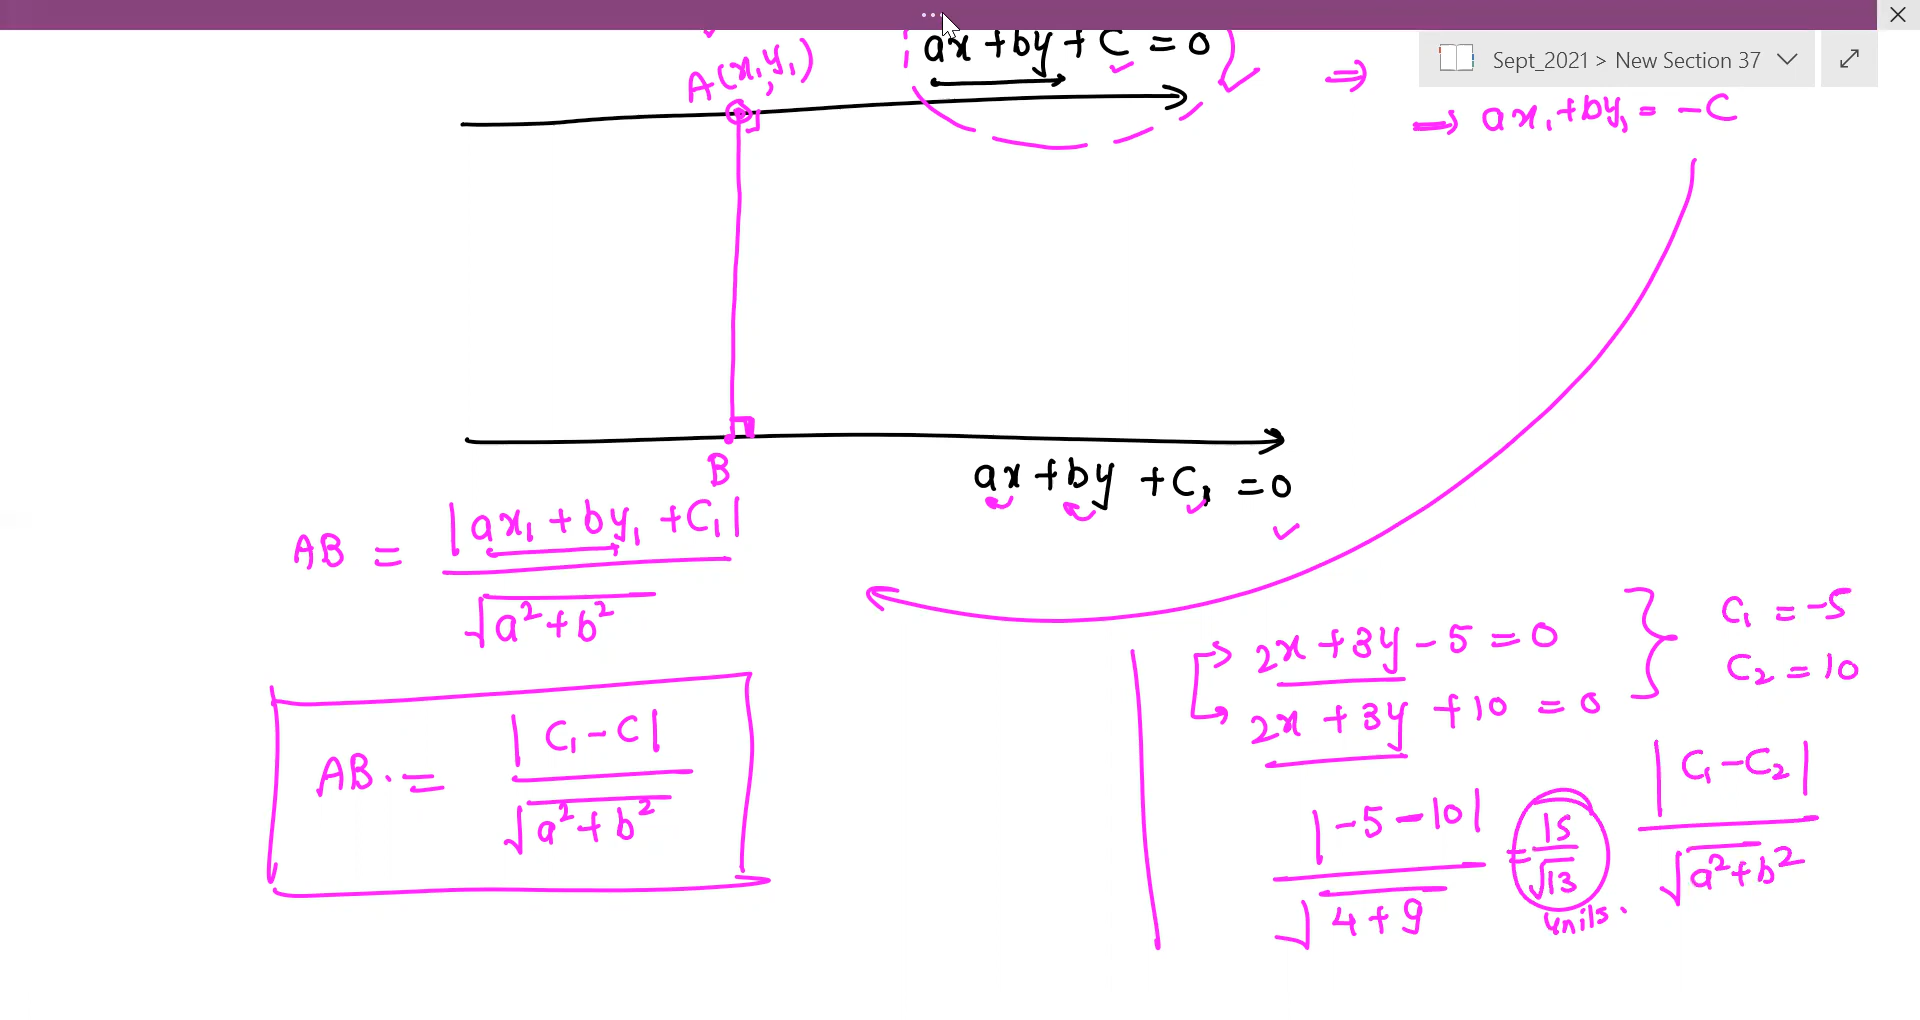 ax + by + C = 0
Sept_2021 > New Section 37
A(x₁, y₁)
⇒
⇒ ax₁ + by₁ = -C
B
ax + by + C₁ = 0
AB = |ax₁ + by₁ + C₁| / √(a² + b²)
AB. = |C₁ - C| / √(a² + b²)
2x + 3y - 5 = 0
2x + 3y + 10 = 0
C₁ = -5
C₂ = 10
|-5 - 10| / √(4 + 9) = 15/√13 units.
|C₁ - C₂| / √(a² + b²)